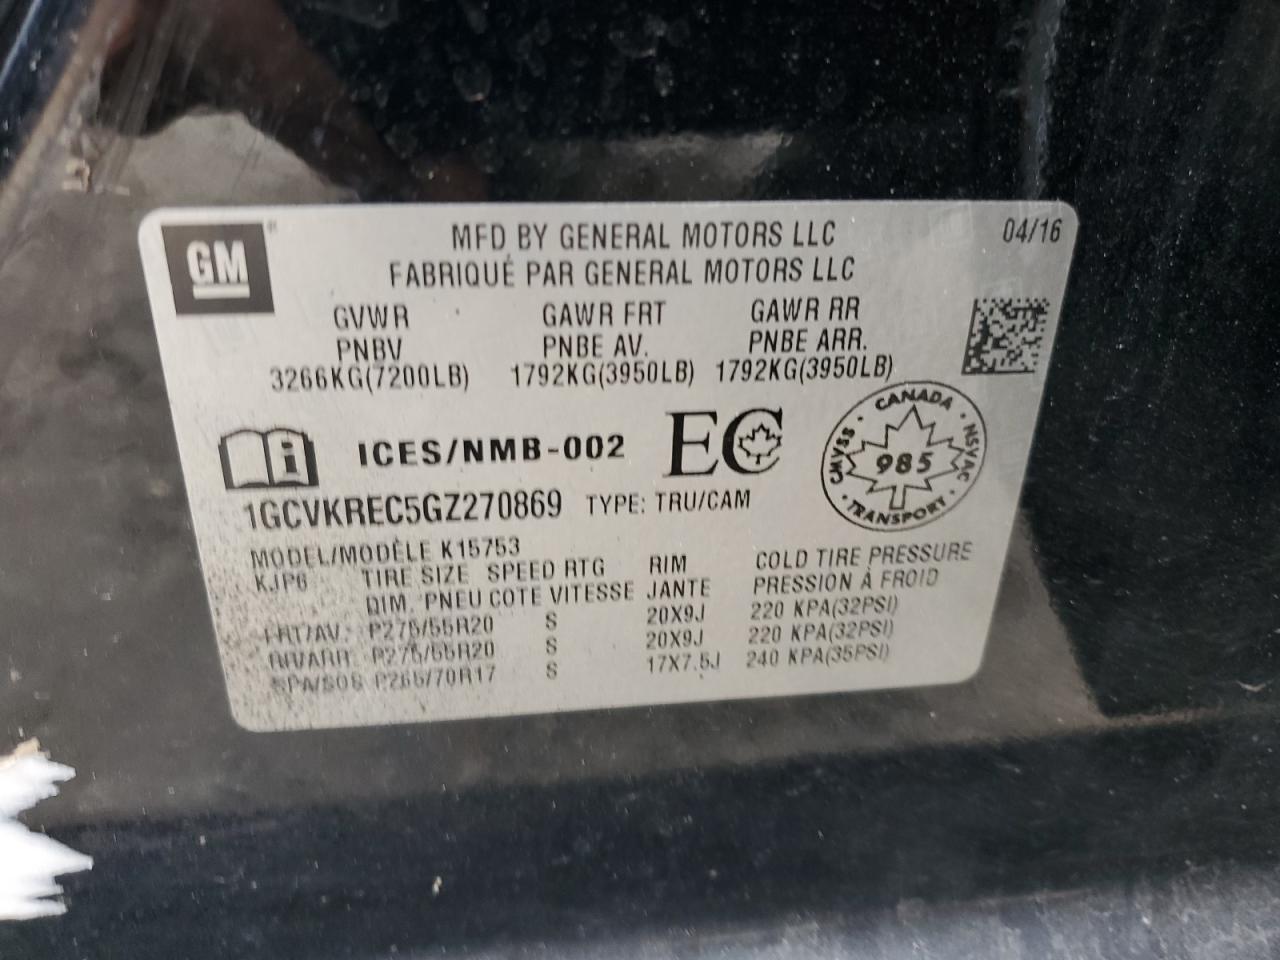 GM
MFD BY GENERAL MOTORS LLC
04/16
FABRIQUÉ PAR GENERAL MOTORS LLC
GVWR GAWR FRT GAWR RR
PNBV PNBE AV. PNBE ARR.
3266KG(7200LB) 1792KG(3950LB) 1792KG(3950LB)
ICES/NMB-002 EC
CANADA
CMVSS 985 NSVAC
TRANSPORT
1GCVKREC5GZ270869 TYPE: TRU/CAM
MODEL/MODÈLE K15753
KJP6 TIRE SIZE SPEED RTG RIM COLD TIRE PRESSURE
DIM. PNEU COTE VITESSE JANTE PRESSION À FROID
FRT/AV. P275/55R20 S 20X9J 220 KPA(32PSI)
RR/ARR P275/55R20 S 20X9J 220 KPA(32PSI)
SPA/SOS P265/70R17 S 17X7.5J 240 KPA(35PSI)